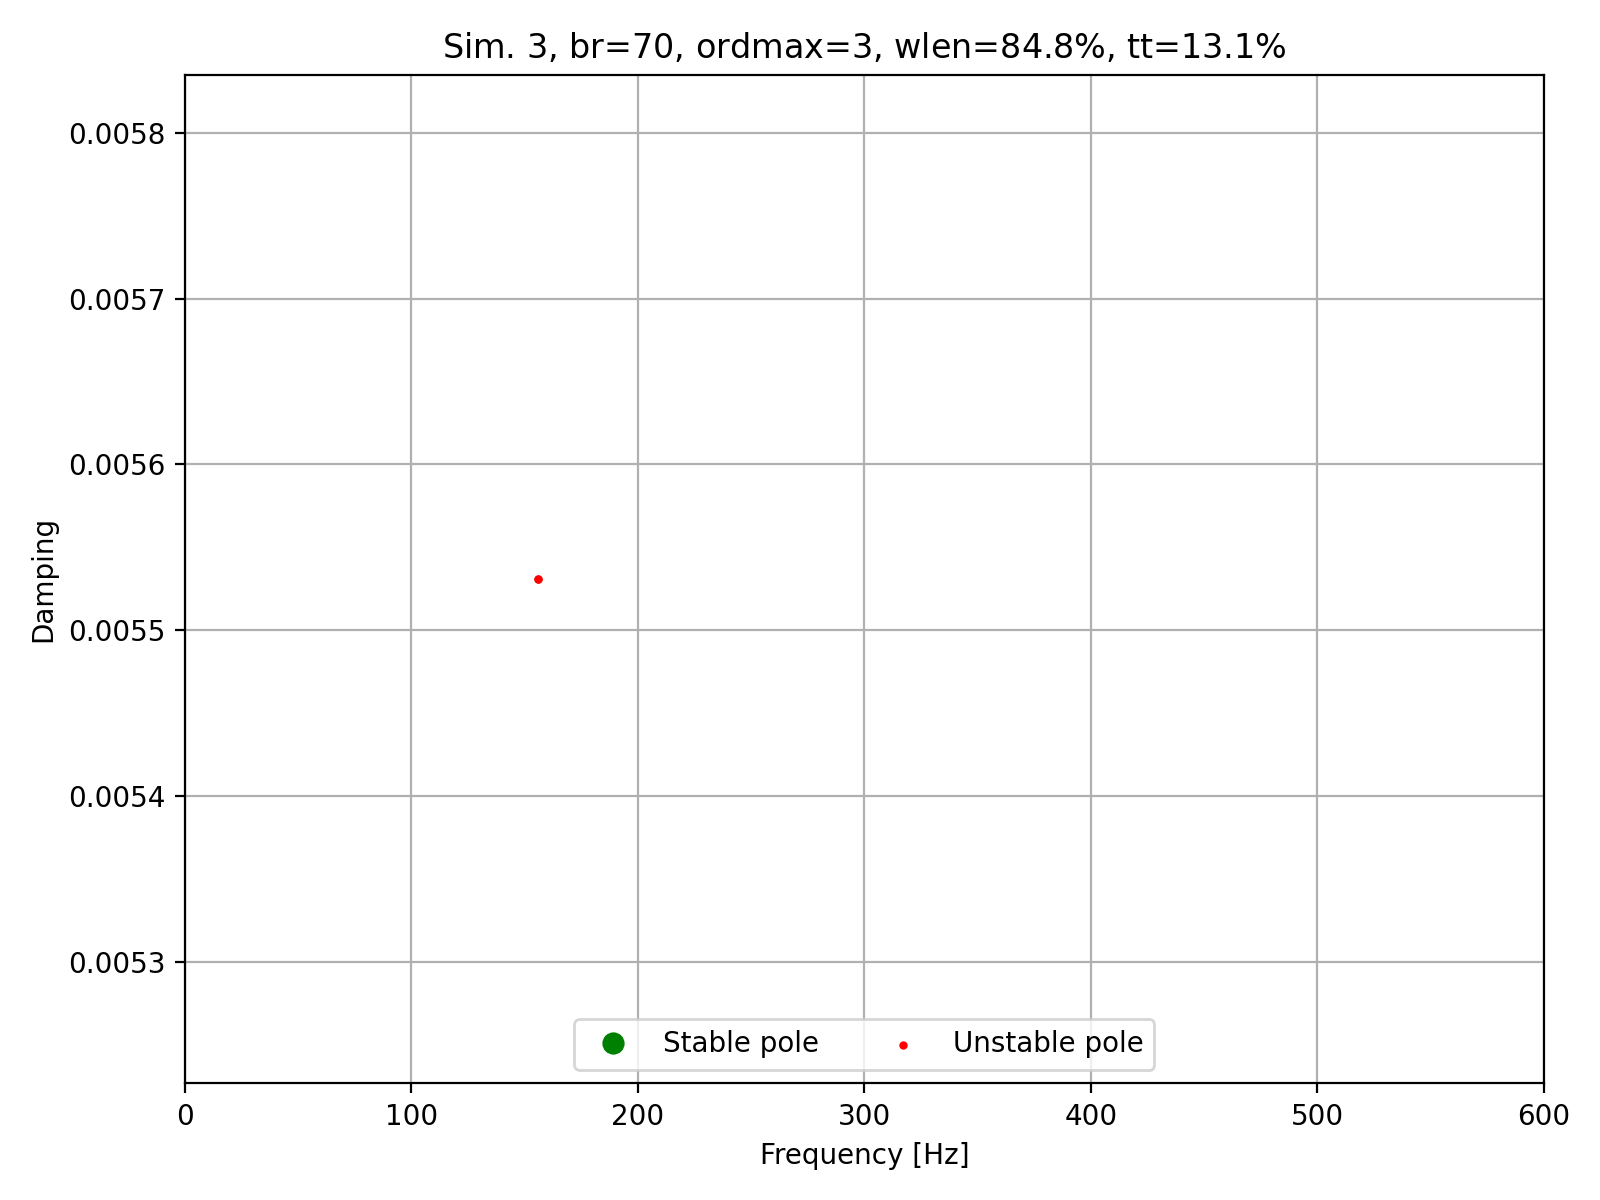 Sim. 3, br=70, ordmax=3, wlen=84.8%, tt=13.1%
0.0058
0.0057
0.0056
0.0055
0.0054
0.0053
Damping
Stable pole Unstable pole
0 100 200 300 400 500 600
Frequency [Hz]